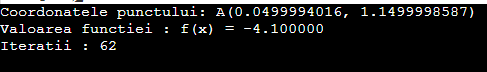 Coordonatele punctului: A(0.0499994016, 1.1499998587)
Valoarea functiei : f(x) = -4.100000
Iteratii : 62